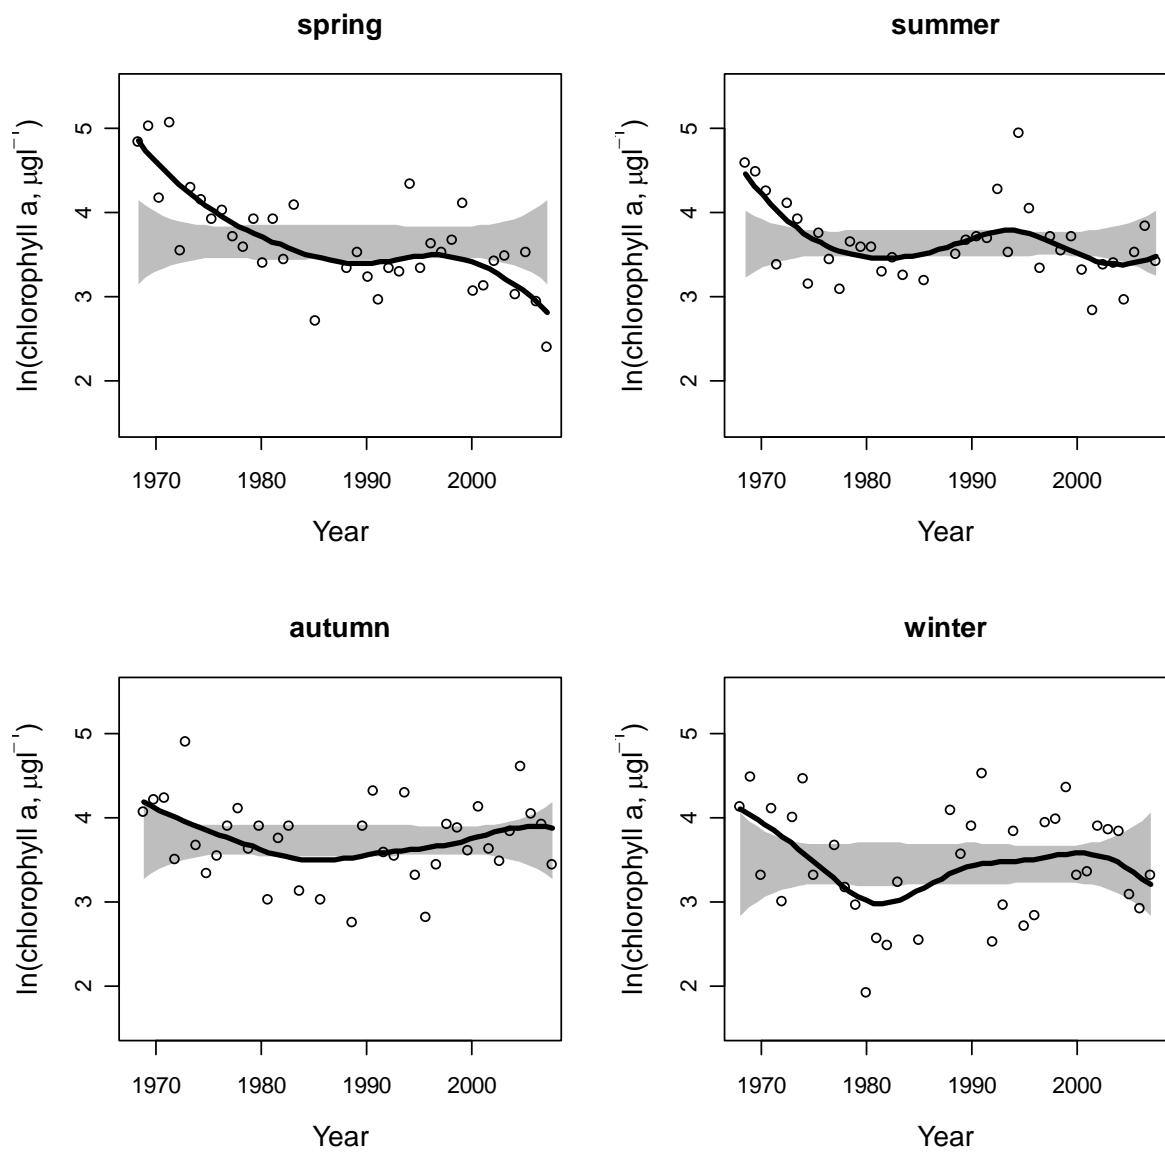 spring
ln(chlorophyll a, µgl⁻¹)
5
4
3
2
1970 1980 1990 2000
Year
summer
ln(chlorophyll a, µgl⁻¹)
5
4
3
2
1970 1980 1990 2000
Year
autumn
ln(chlorophyll a, µgl⁻¹)
5
4
3
2
1970 1980 1990 2000
Year
winter
ln(chlorophyll a, µgl⁻¹)
5
4
3
2
1970 1980 1990 2000
Year